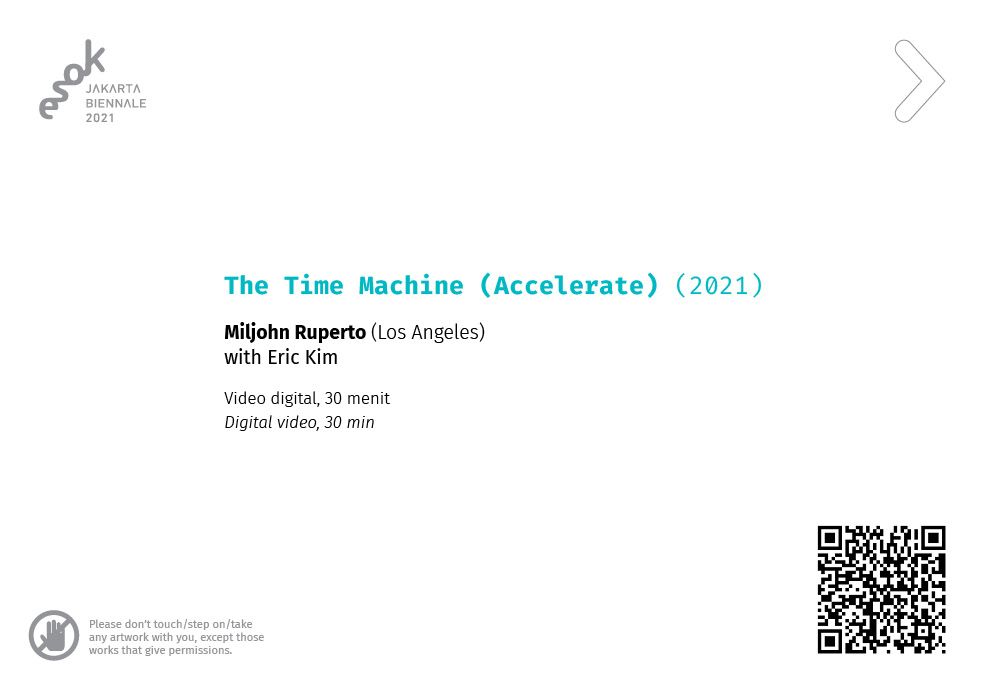 esok
JAKARTA
BIENNALE
2021
The Time Machine (Accelerate) (2021)
Miljohn Ruperto (Los Angeles)
with Eric Kim
Video digital, 30 menit
Digital video, 30 min
Please don’t touch/step on/take
any artwork with you, except those
works that give permissions.